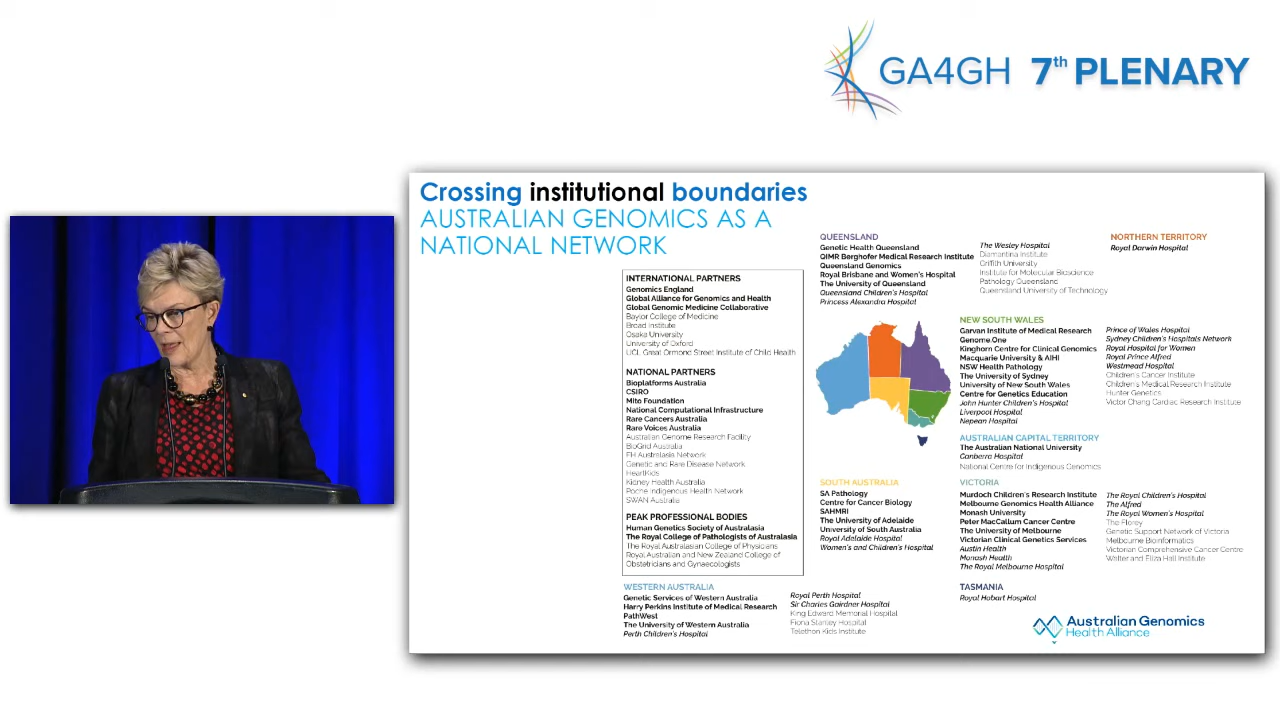 GA4GH 7th PLENARY
Crossing institutional boundaries
AUSTRALIAN GENOMICS AS A
NATIONAL NETWORK
INTERNATIONAL PARTNERS
Genomics England
Global Alliance for Genomics and Health
Global Genomic Medicine Collaborative
Baylor College of Medicine
Broad Institute
Osaka University
University of Oxford
UCL Great Ormond Street Institute of Child Health
NATIONAL PARTNERS
Bioplatforms Australia
CSIRO
Mito Foundation
National Computational Infrastructure
Rare Cancers Australia
Rare Voices Australia
Australian Genome Research Facility
BioGrid Australia
FH Australasia Network
Genetic and Rare Disease Network
HeartKids
Kidney Health Australia
Poche Indigenous Health Network
SWAN Australia
PEAK PROFESSIONAL BODIES
Human Genetics Society of Australasia
The Royal College of Pathologists of Australasia
The Royal Australasian College of Physicians
Royal Australian and New Zealand College of
Obstetricians and Gynaecologists
WESTERN AUSTRALIA
Genetic Services of Western Australia
Harry Perkins Institute of Medical Research
PathWest
The University of Western Australia
Perth Children's Hospital
Royal Perth Hospital
Sir Charles Gairdner Hospital
King Edward Memorial Hospital
Fiona Stanley Hospital
Telethon Kids Institute
QUEENSLAND
Genetic Health Queensland
QIMR Berghofer Medical Research Institute
Queensland Genomics
Royal Brisbane and Women's Hospital
The University of Queensland
Queensland Children's Hospital
Princess Alexandra Hospital
The Wesley Hospital
Diamantina Institute
Griffith University
Institute for Molecular Bioscience
Pathology Queensland
Queensland University of Technology
NORTHERN TERRITORY
Royal Darwin Hospital
NEW SOUTH WALES
Garvan Institute of Medical Research
Genome.One
Kinghorn Centre for Clinical Genomics
Macquarie University & AIHI
NSW Health Pathology
The University of Sydney
University of New South Wales
Centre for Genetics Education
John Hunter Children's Hospital
Liverpool Hospital
Nepean Hospital
Prince of Wales Hospital
Sydney Children's Hospitals Network
Royal Hospital for Women
Royal Prince Alfred
Westmead Hospital
Children's Cancer Institute
Children's Medical Research Institute
Hunter Genetics
Victor Chang Cardiac Research Institute
AUSTRALIAN CAPITAL TERRITORY
The Australian National University
Canberra Hospital
National Centre for Indigenous Genomics
SOUTH AUSTRALIA
SA Pathology
Centre for Cancer Biology
SAHMRI
The University of Adelaide
University of South Australia
Royal Adelaide Hospital
Women's and Children's Hospital
VICTORIA
Murdoch Children's Research Institute
Melbourne Genomics Health Alliance
Monash University
Peter MacCallum Cancer Centre
The University of Melbourne
Victorian Clinical Genetics Services
Austin Health
Monash Health
The Royal Melbourne Hospital
The Royal Children's Hospital
The Alfred
The Royal Women's Hospital
The Florey
Genetic Support Network of Victoria
Melbourne Bioinformatics
Victorian Comprehensive Cancer Centre
Walter and Eliza Hall Institute
TASMANIA
Royal Hobart Hospital
Australian Genomics
Health Alliance